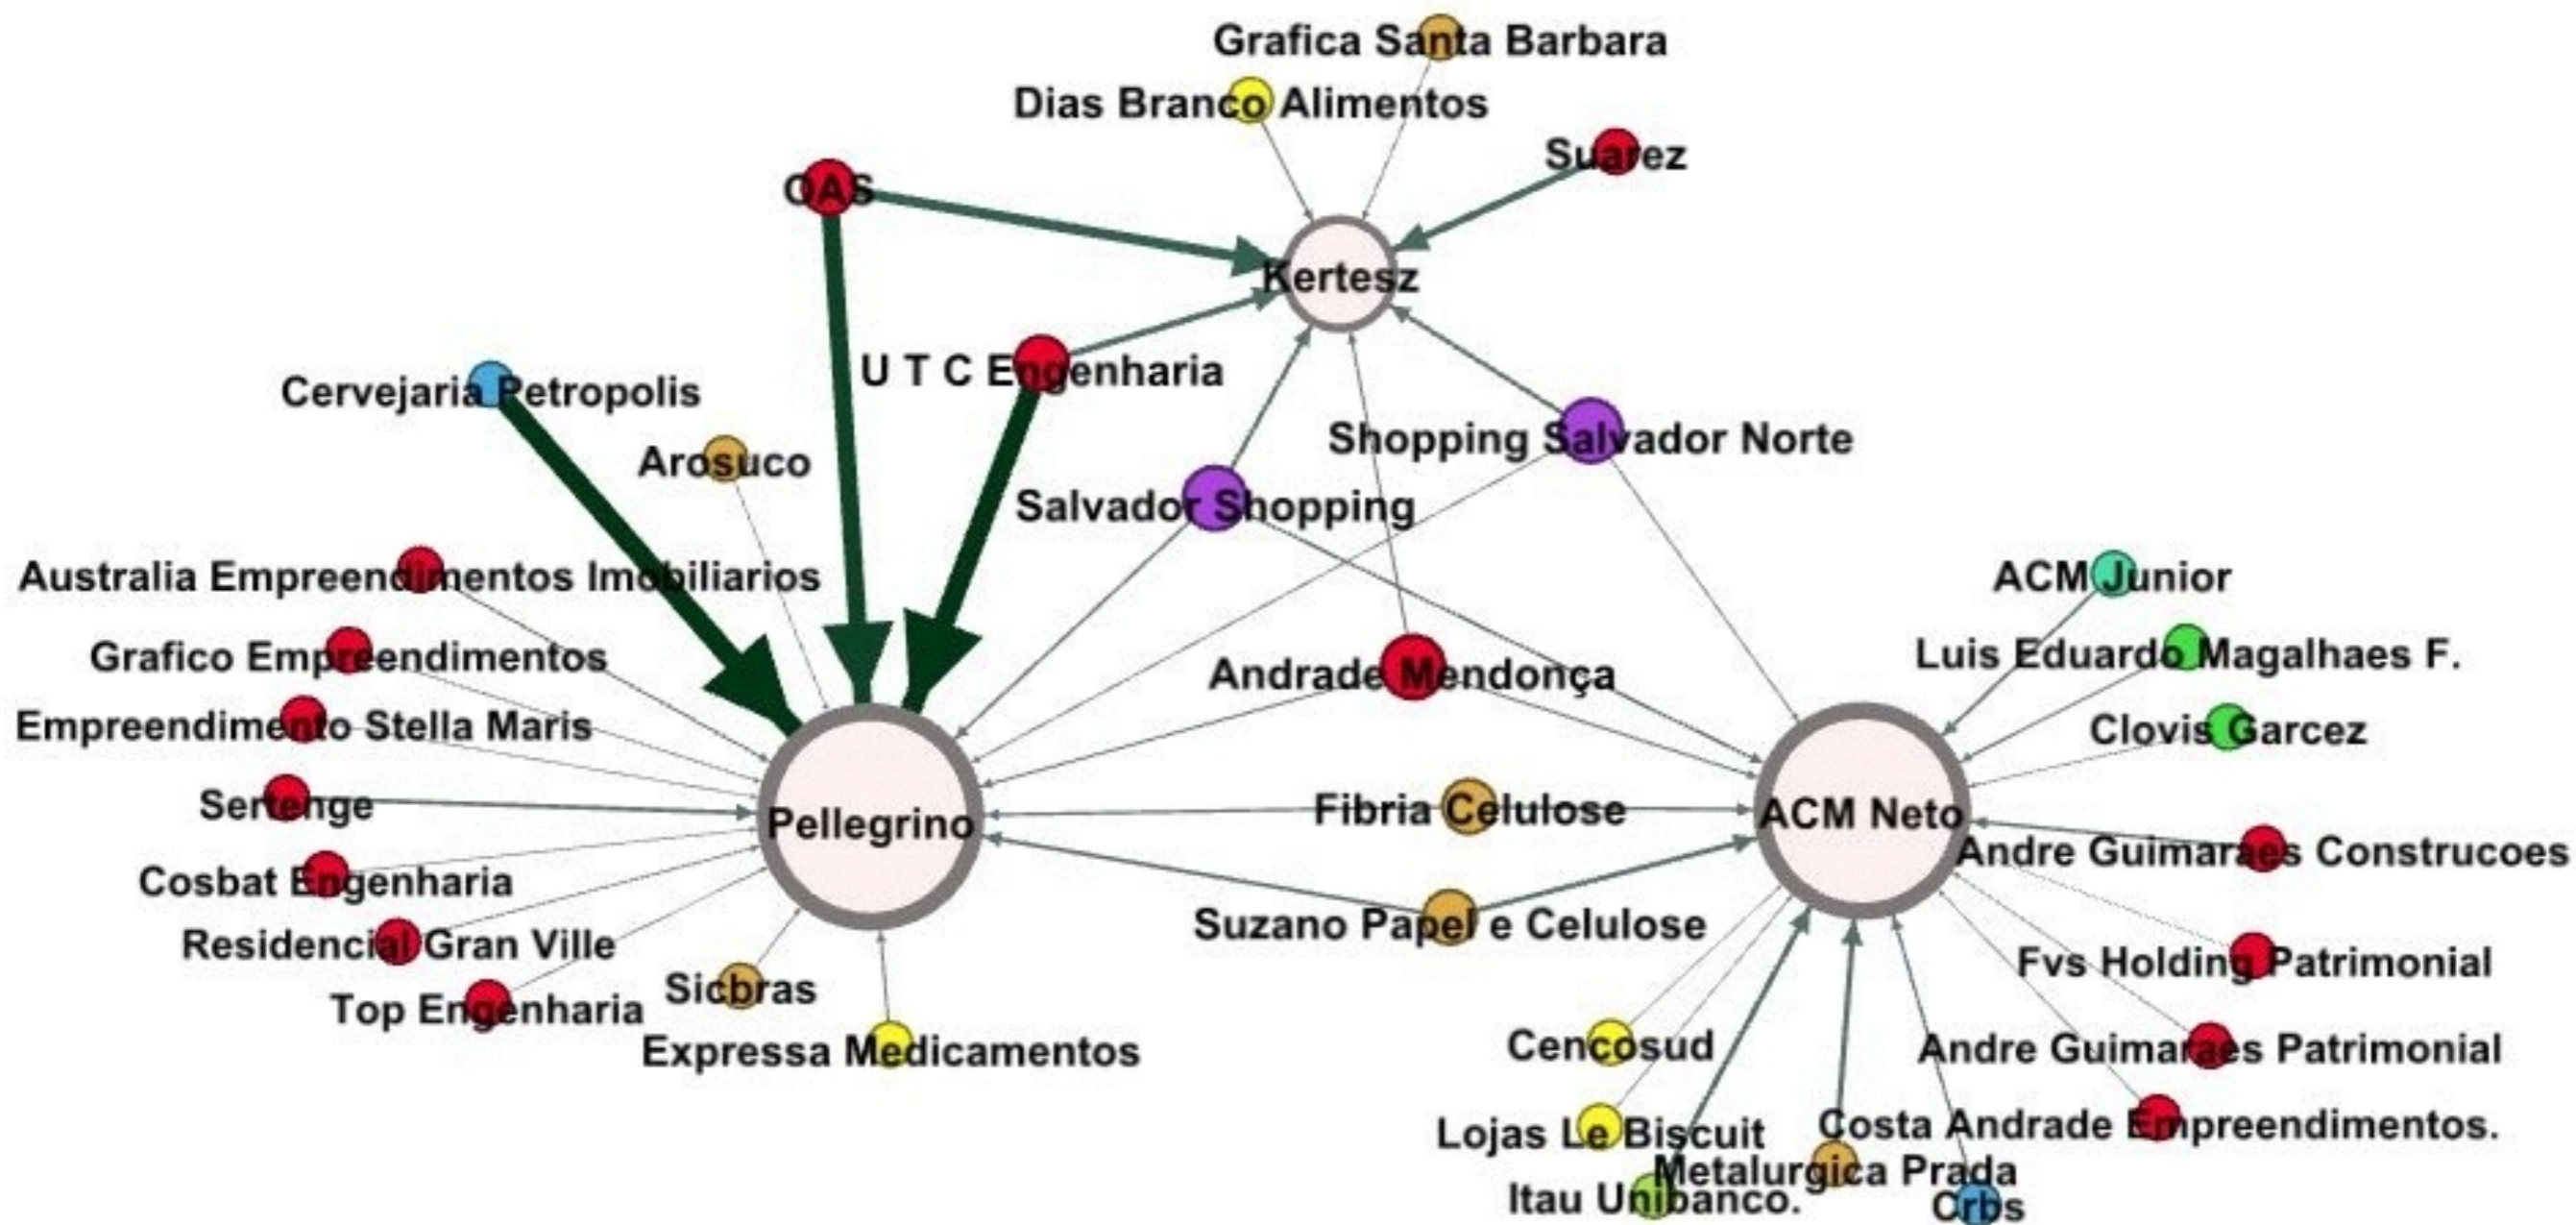 Grafica Santa Barbara
Dias Branco Alimentos
Suarez
OAS
Kertesz
U T C Engenharia
Cervejaria Petropolis
Arosuco
Shopping Salvador Norte
Salvador Shopping
Australia Empreendimentos Imobiliarios
ACM Junior
Grafico Empreendimentos
Luis Eduardo Magalhaes F.
Andrade Mendonça
Empreendimento Stella Maris
Clovis Garcez
Sertenge
Pellegrino
Fibria Celulose
ACM Neto
Andre Guimaraes Construcoes
Cosbat Engenharia
Suzano Papel e Celulose
Residencial Gran Ville
Fvs Holding Patrimonial
Sicbras
Top Engenharia
Expressa Medicamentos
Cencosud
Andre Guimaraes Patrimonial
Lojas Le Biscuit
Costa Andrade Empreendimentos.
Metalurgica Prada
Itau Unibanco.
Crbs